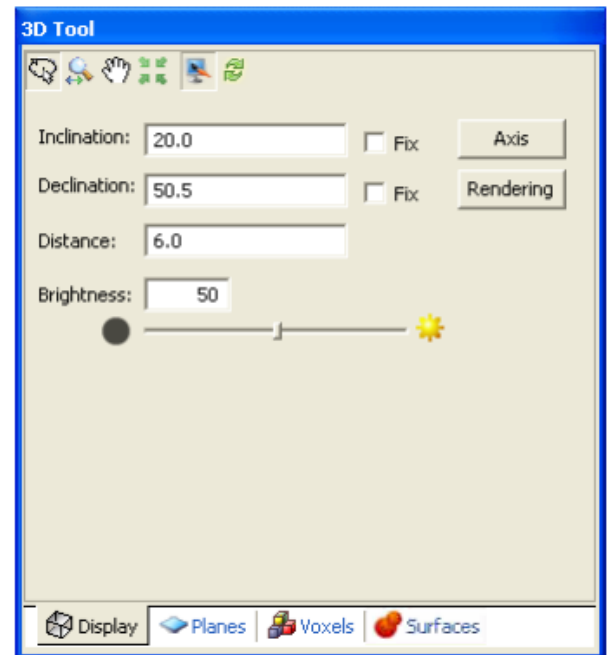 3D Tool
Inclination: 20.0 Fix Axis
Declination: 50.5 Fix Rendering
Distance: 6.0
Brightness: 50
Display Planes Voxels Surfaces